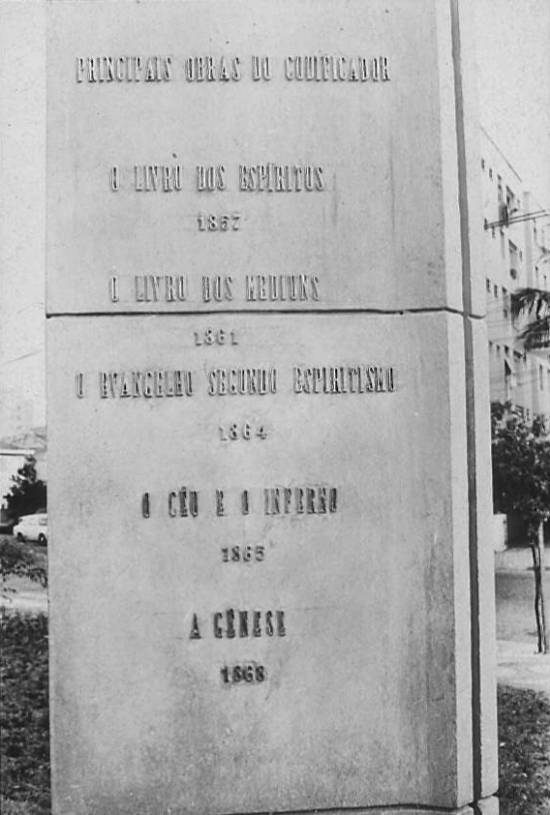 PRINCIPAIS OBRAS DO CODIFICADOR
O LIVRO DOS ESPÍRITOS
1857
O LIVRO DOS MEDIUNS
1861
O EVANGELHO SEGUNDO ESPIRITISMO
1864
O CÉU E O INFERNO
1865
A GÊNESE
1868